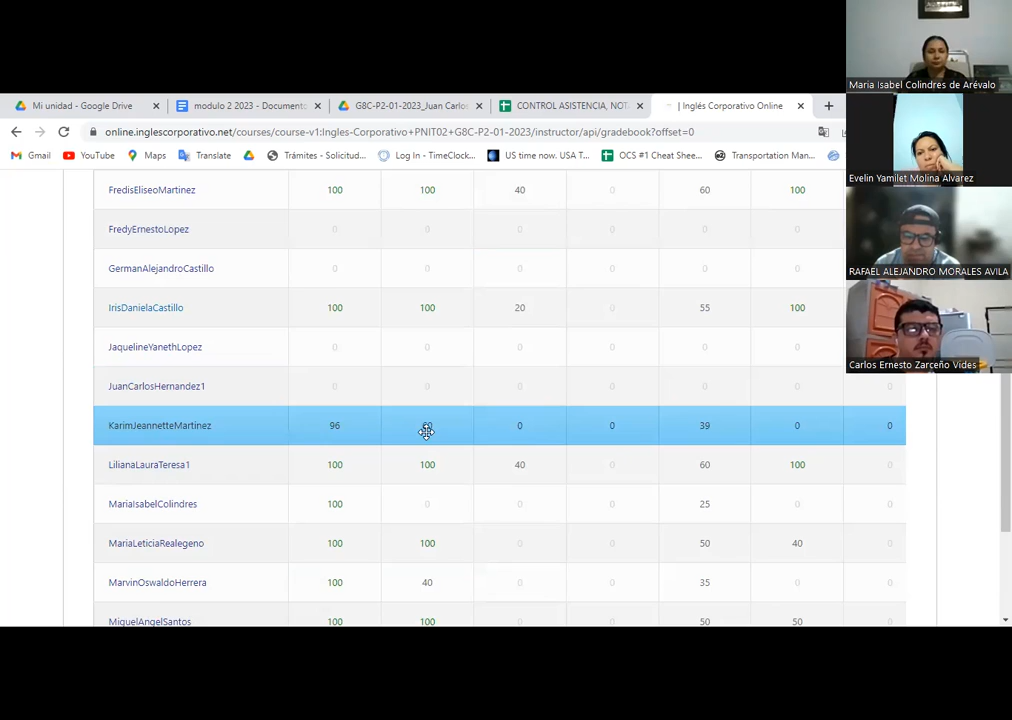 Mi unidad - Google Drive
modulo 2 2023 - Documento
G8C-P2-01-2023_Juan Carlos
CONTROL ASISTENCIA, NOT
| Inglés Corporativo Online
online.inglescorporativo.net/courses/course-v1:Ingles-Corporativo+PNIT02+G8C-P2-01-2023/instructor/api/gradebook?offset=0
Gmail YouTube Maps Translate Trámites - Solicitud... Log In - TimeClock... US time now. USA T... OCS #1 Cheat Shee... Transportation Man...
FredisEliseoMartinez 100 100 40 0 60 100
FredyErnestoLopez 0 0 0 0 0 0
GermanAlejandroCastillo 0 0 0 0 0 0
IrisDanielaCastillo 100 100 20 0 55 100
JaquelineYanethLopez 0 0 0 0 0 0
JuanCarlosHernandez1 0 0 0 0 0 0 0
KarimJeannetteMartinez 96 0 0 39 0 0
LilianaLauraTeresa1 100 100 40 0 60 100 0
MariaIsabelColindres 100 0 0 0 25 0 0
MariaLeticiaRealegeno 100 100 0 0 50 40 0
MarvinOswaldoHerrera 100 40 0 0 35 0 0
MiguelAngelSantos 100 100 0 0 50 50 0
Maria Isabel Colindres de Arévalo
Evelin Yamilet Molina Alvarez
RAFAEL ALEJANDRO MORALES AVILA
Carlos Ernesto Zarceño Vides